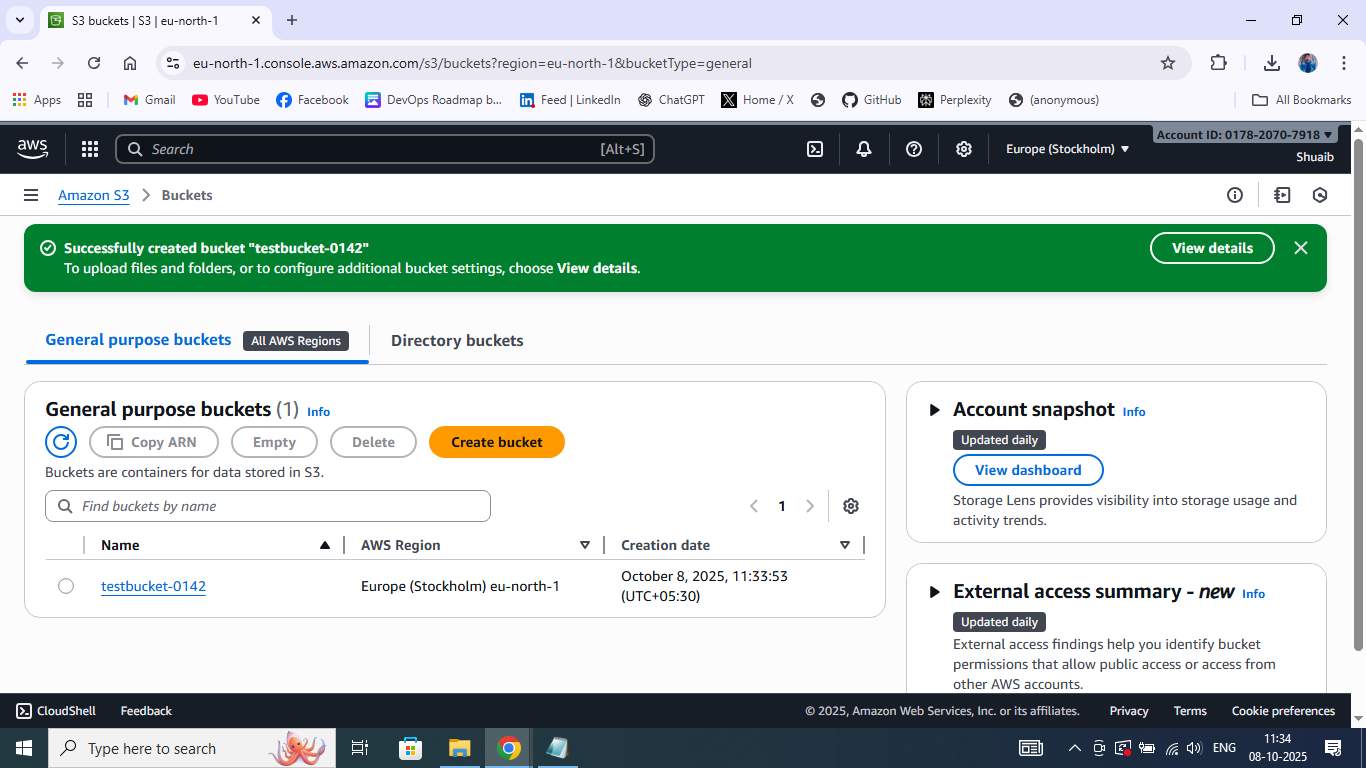 S3 buckets | S3 | eu-north-1
eu-north-1.console.aws.amazon.com/s3/buckets?region=eu-north-1&bucketType=general
Apps Gmail YouTube Facebook DevOps Roadmap b... Feed | LinkedIn ChatGPT Home / X GitHub Perplexity (anonymous) All Bookmarks
aws Search [Alt+S] Europe (Stockholm) Account ID: 0178-2070-7918
Shuaib
Amazon S3 Buckets
Successfully created bucket "testbucket-0142"
To upload files and folders, or to configure additional bucket settings, choose View details.
View details
General purpose buckets All AWS Regions Directory buckets
General purpose buckets (1) Info
Copy ARN Empty Delete Create bucket
Buckets are containers for data stored in S3.
Find buckets by name 1
Name AWS Region Creation date
testbucket-0142 Europe (Stockholm) eu-north-1 October 8, 2025, 11:33:53
(UTC+05:30)
Account snapshot Info
Updated daily
View dashboard
Storage Lens provides visibility into storage usage and
activity trends.
External access summary - new Info
Updated daily
External access findings help you identify bucket
permissions that allow public access or access from
other AWS accounts.
CloudShell Feedback © 2025, Amazon Web Services, Inc. or its affiliates. Privacy Terms Cookie preferences
Type here to search ENG 11:34
08-10-2025